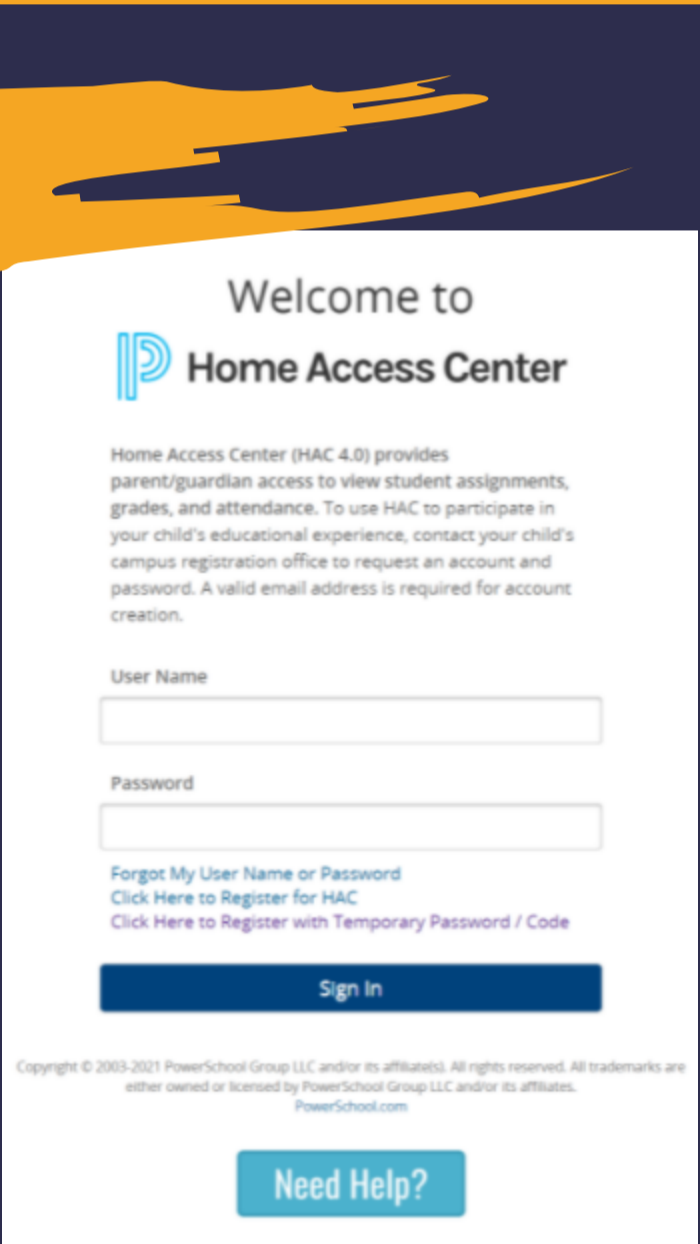 Welcome to
Home Access Center
Home Access Center (HAC 4.0) provides
parent/guardian access to view student assignments,
grades, and attendance. To use HAC to participate in
your child's educational experience, contact your child's
campus registration office to request an account and
password. A valid email address is required for account
creation.
User Name
Password
Forgot My User Name or Password
Click Here to Register for HAC
Click Here to Register with Temporary Password / Code
Sign In
Copyright © 2003-2021 PowerSchool Group LLC and/or its affiliate(s). All rights reserved. All trademarks are
either owned or licensed by PowerSchool Group LLC and/or its affiliates.
PowerSchool.com
Need Help?